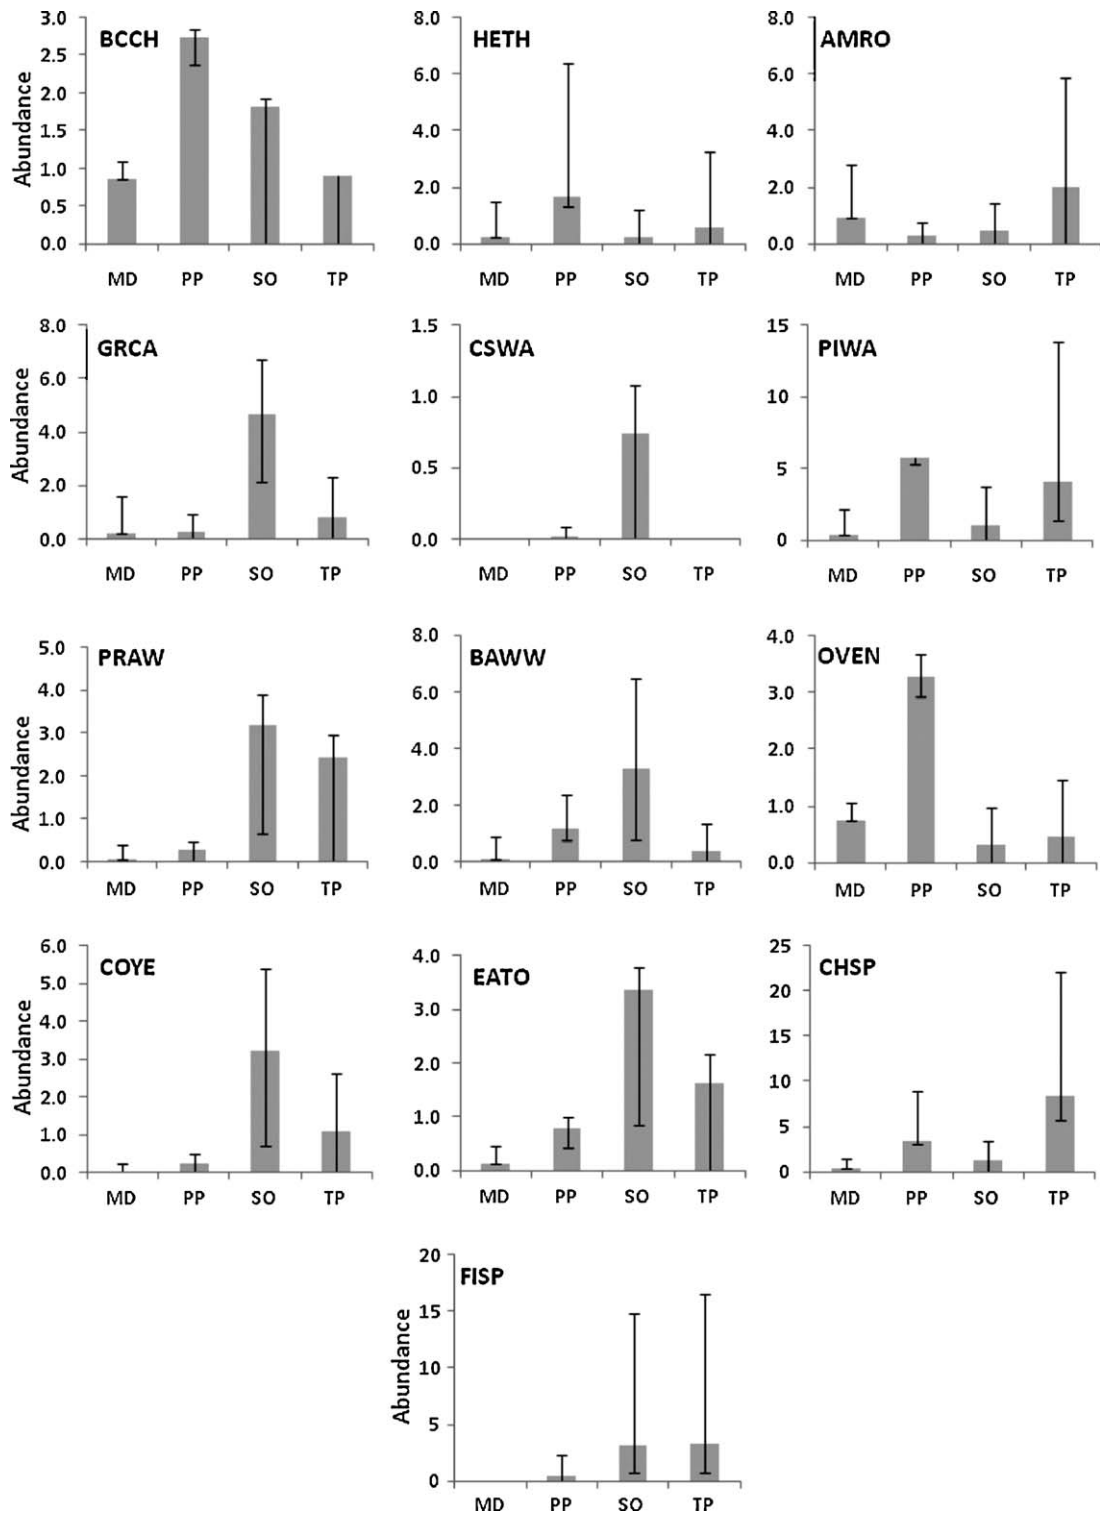 BCCH
Abundance
3.0
2.5
2.0
1.5
1.0
0.5
0.0
MD PP SO TP
HETH
8.0
6.0
4.0
2.0
0.0
MD PP SO TP
AMRO
8.0
6.0
4.0
2.0
0.0
MD PP SO TP
GRCA
Abundance
8.0
6.0
4.0
2.0
0.0
MD PP SO TP
CSWA
1.5
1.0
0.5
0.0
MD PP SO TP
PIWA
15
10
5
0
MD PP SO TP
PRAW
Abundance
5.0
4.0
3.0
2.0
1.0
0.0
MD PP SO TP
BAWW
8.0
6.0
4.0
2.0
0.0
MD PP SO TP
OVEN
4.0
3.0
2.0
1.0
0.0
MD PP SO TP
COYE
Abundance
6.0
5.0
4.0
3.0
2.0
1.0
0.0
MD PP SO TP
EATO
4.0
3.0
2.0
1.0
0.0
MD PP SO TP
CHSP
25
20
15
10
5
0
MD PP SO TP
FISP
Abundance
20
15
10
5
0
MD PP SO TP